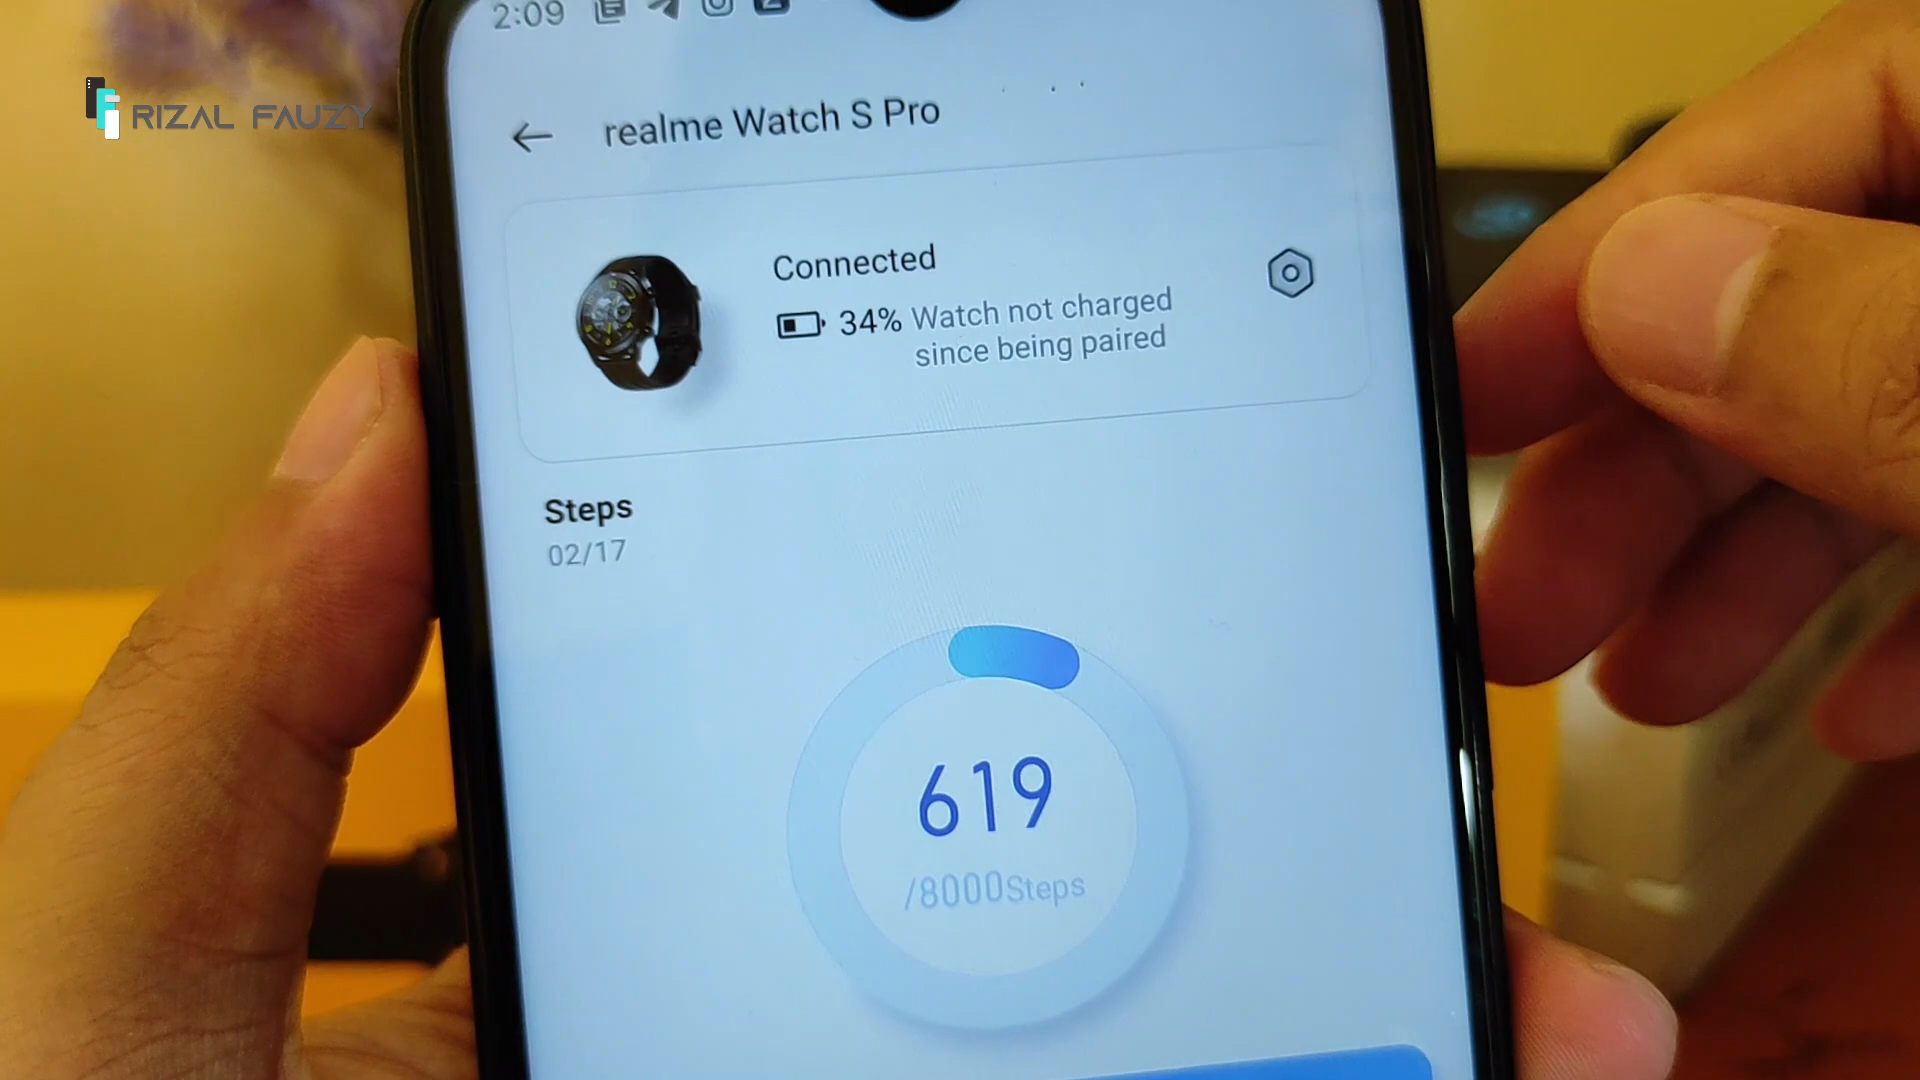 2:09
RIZAL FAUZY
realme Watch S Pro
Connected
34% Watch not charged
since being paired
Steps
02/17
619
/8000Steps